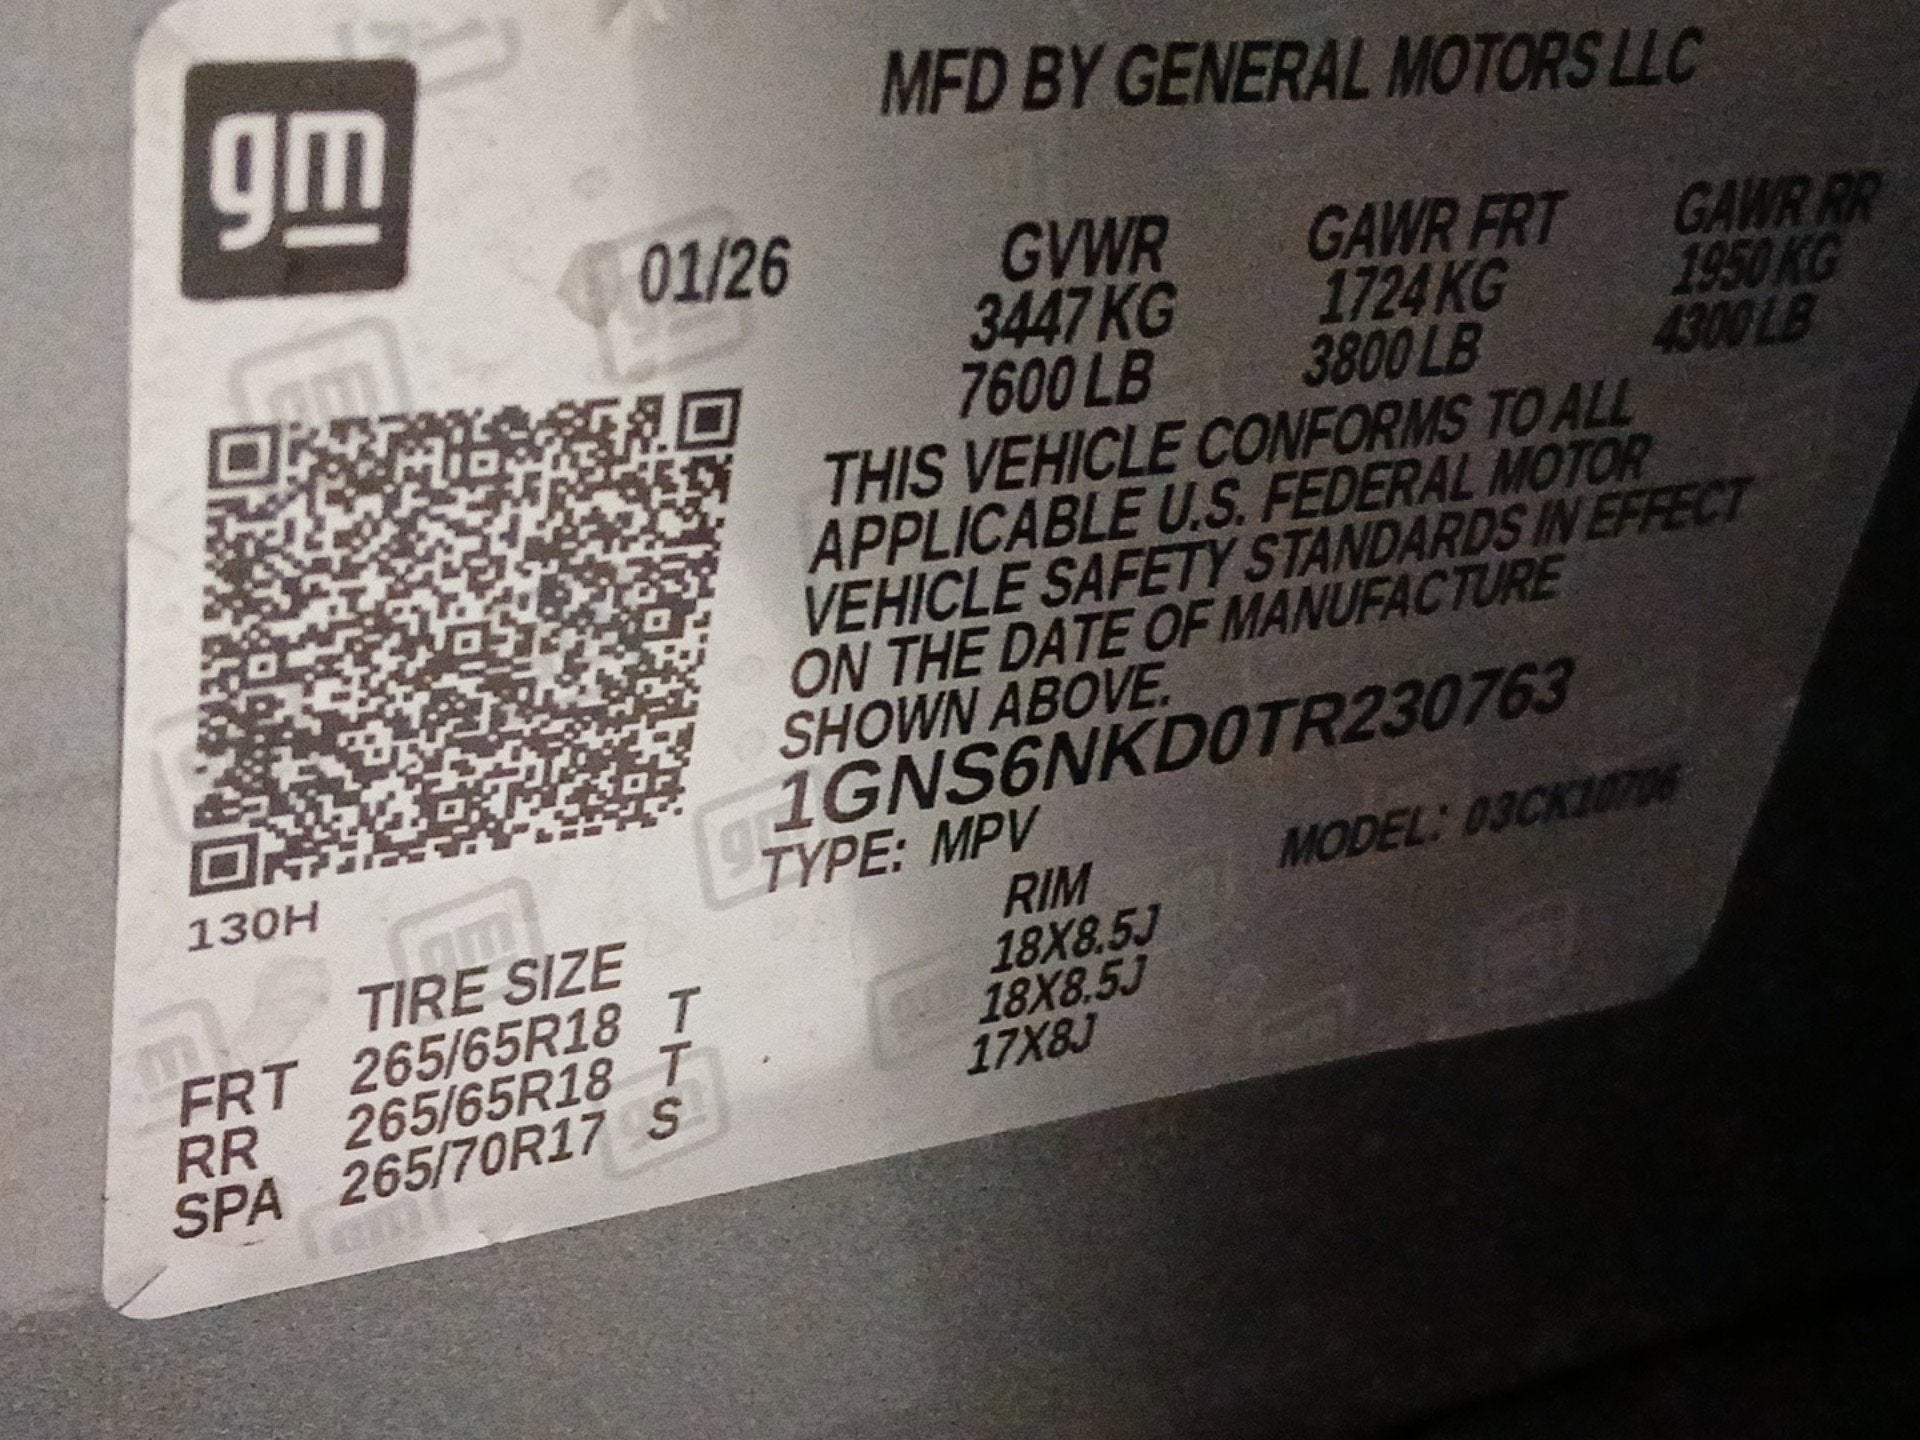 gm
MFD BY GENERAL MOTORS LLC
01/26
GVWR GAWR FRT GAWR RR
3447 KG 1724 KG 1950 KG
7600 LB 3800 LB 4300 LB
THIS VEHICLE CONFORMS TO ALL
APPLICABLE U.S. FEDERAL MOTOR
VEHICLE SAFETY STANDARDS IN EFFECT
ON THE DATE OF MANUFACTURE
SHOWN ABOVE.
1GNS6NKD0TR230763
TYPE: MPV MODEL: 03CK10706
130H
TIRE SIZE RIM
FRT 265/65R18 T 18X8.5J
RR 265/65R18 T 18X8.5J
SPA 265/70R17 S 17X8J